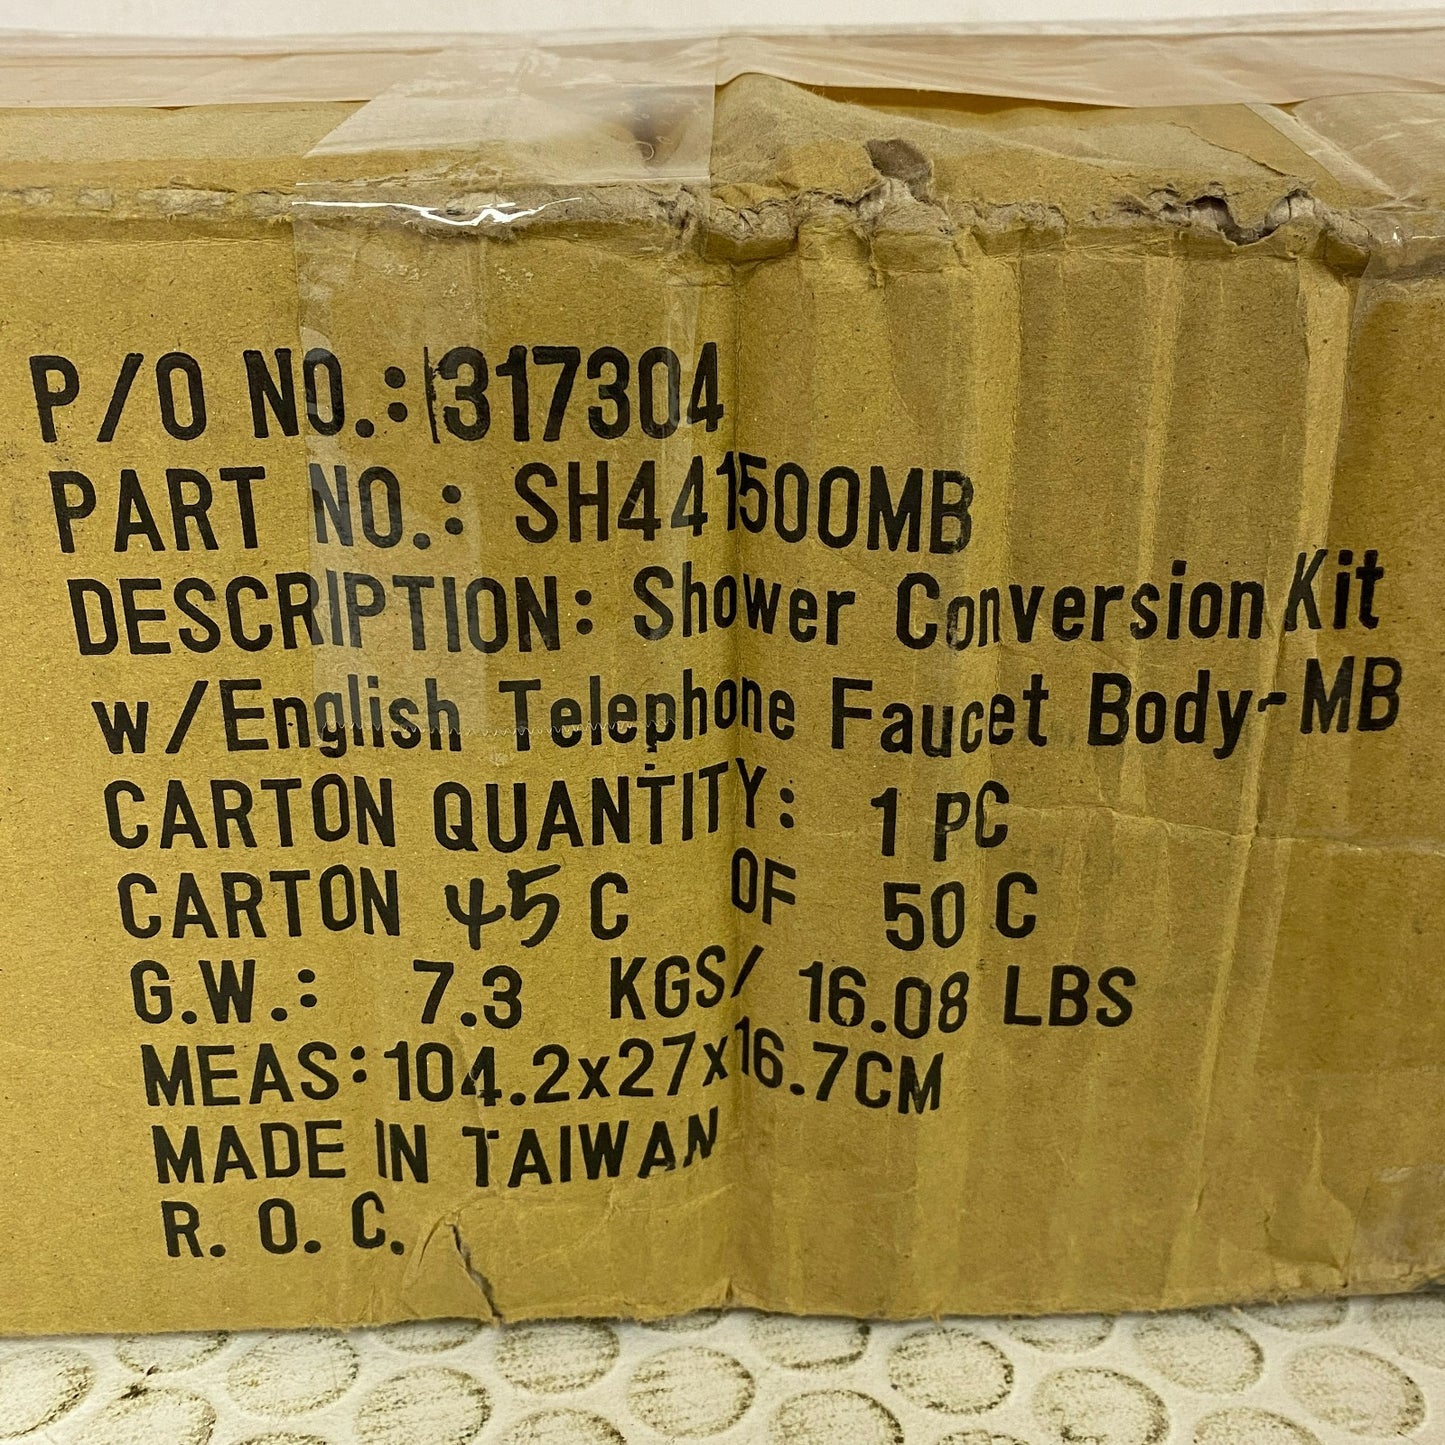 P/O NO.: 317304
PART NO.: SH441500MB
DESCRIPTION: Shower Conversion Kit
w/English Telephone Faucet Body-MB
CARTON QUANTITY: 1 PC
CARTON 45 C OF 50 C
G.W.: 7.3 KGS/ 16.08 LBS
MEAS: 104.2x27x16.7CM
MADE IN TAIWAN
R. O. C.